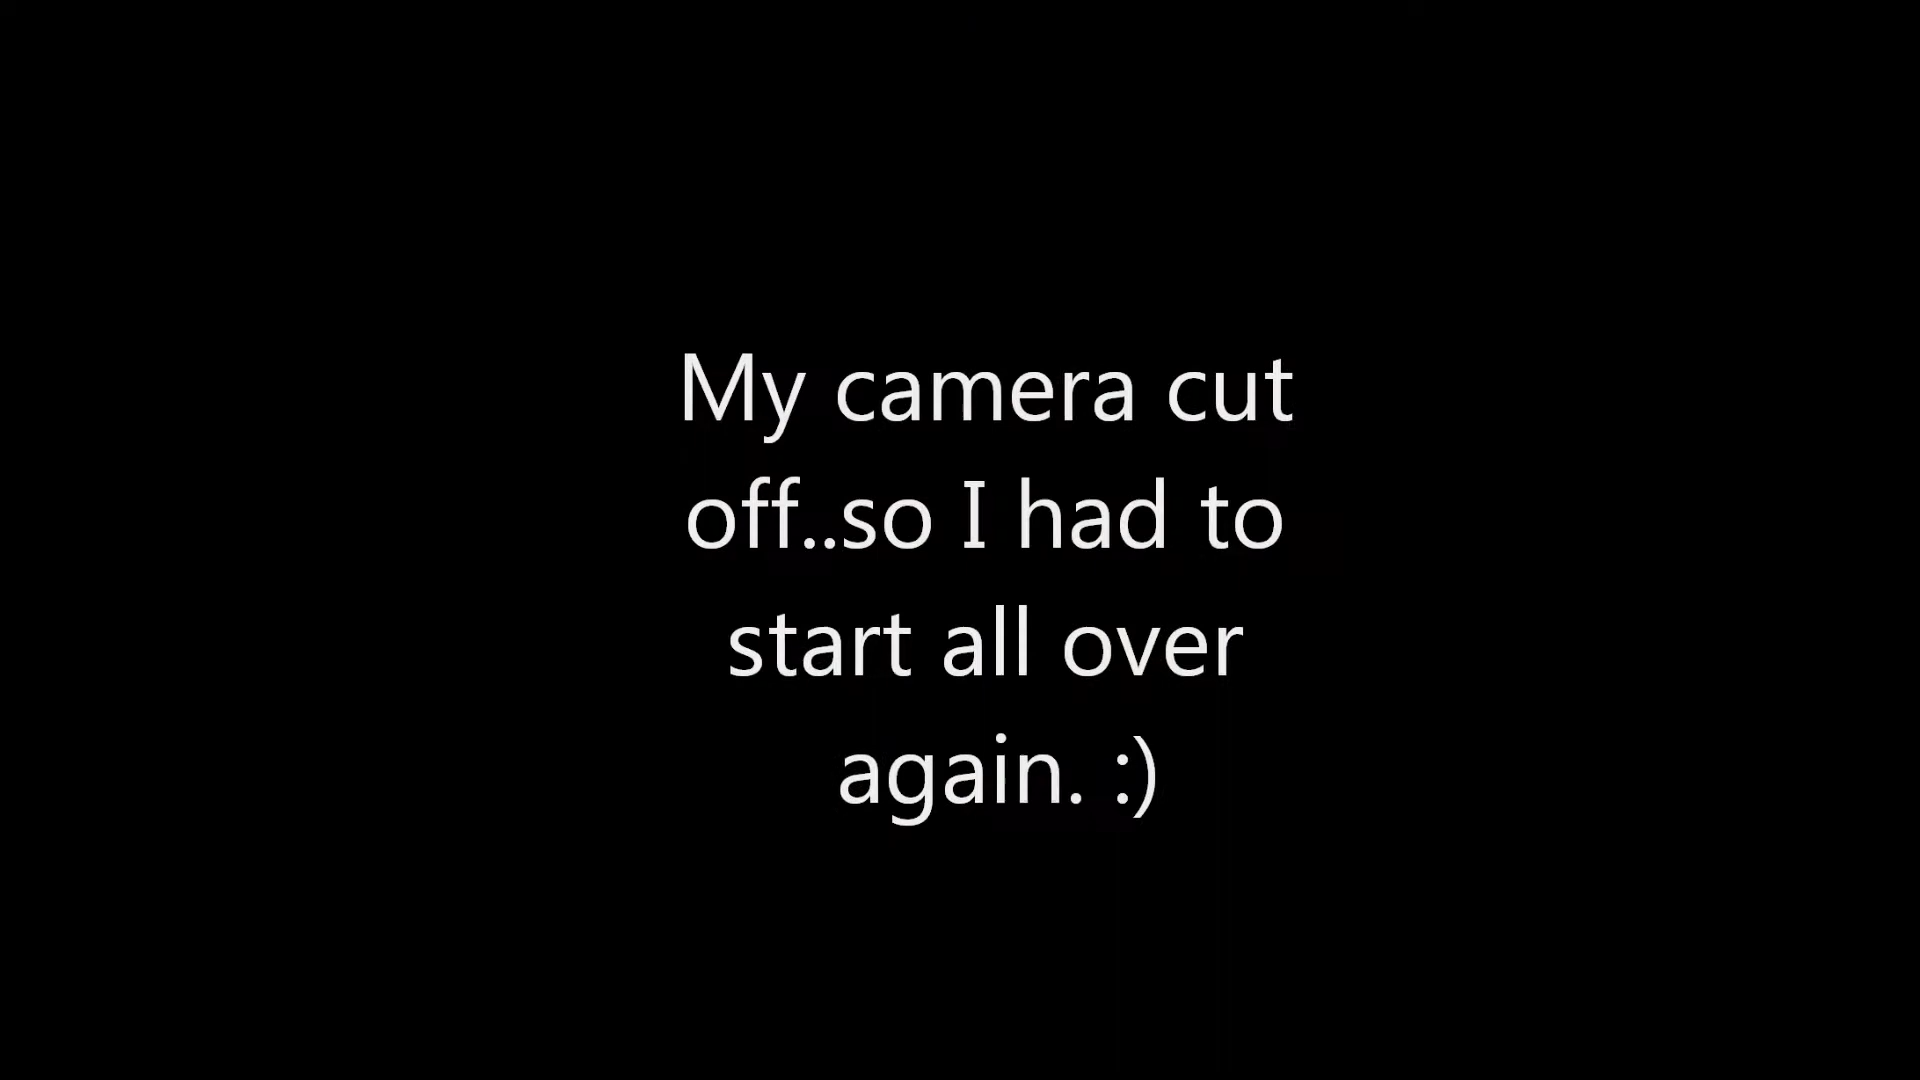 My camera cut
off..so I had to
start all over
again. :)